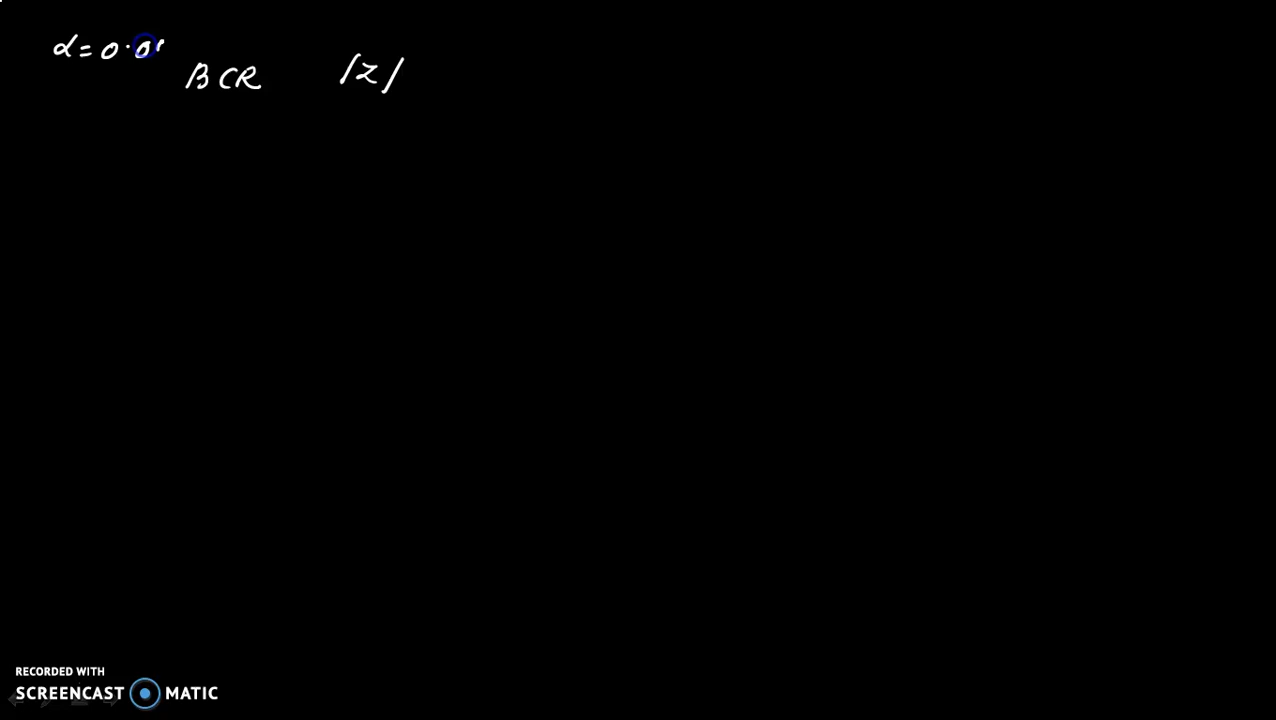 α = 0.0
BCR |Z|
RECORDED WITH
SCREENCAST MATIC